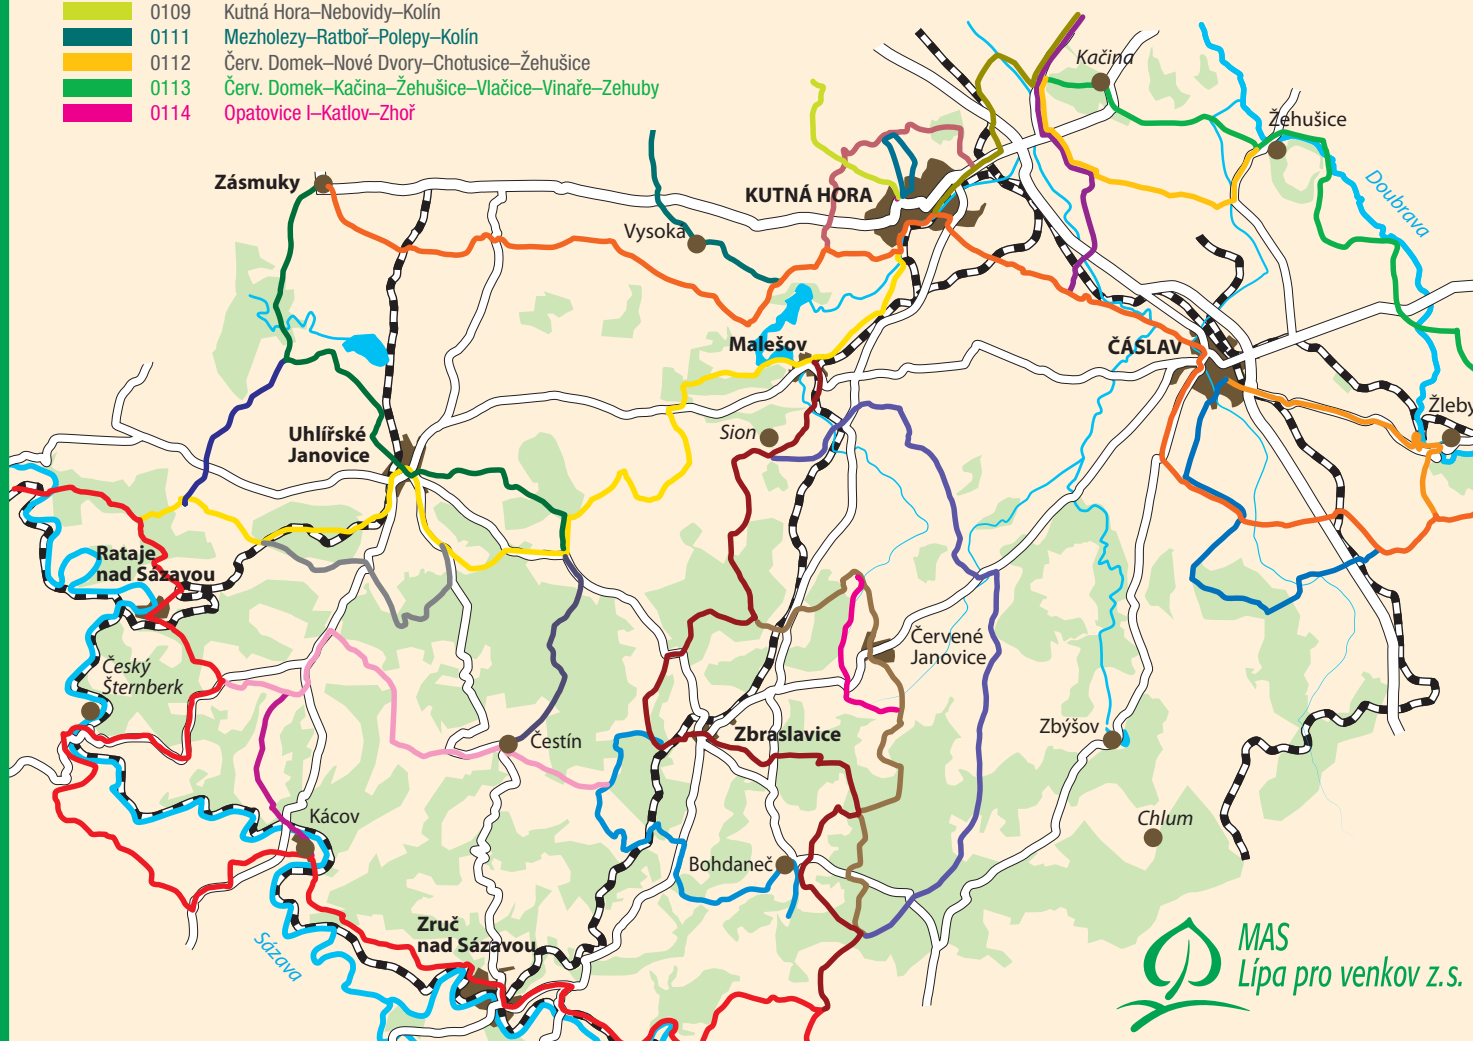 0109 Kutná Hora–Nebovidy–Kolín
0111 Mezholezy–Ratboř–Polepy–Kolín
0112 Červ. Domek–Nové Dvory–Chotusice–Žehušice
0113 Červ. Domek–Kačina–Žehušice–Vlačice–Vinaře–Zehuby
0114 Opatovice I–Katlov–Zhoř
Kačina
Žehušice
Zásmuky
KUTNÁ HORA
Doubrava
Vysoká
Malešov
ČÁSLAV
Žleby
Sion
Uhlířské
Janovice
Rataje
nad Sázavou
Červené
Janovice
Český
Šternberk
Zbýšov
Čestín
Zbraslavice
Kácov
Chlum
Bohdaneč
Zruč
nad Sázavou
Sázava
MAS
Lípa pro venkov z.s.